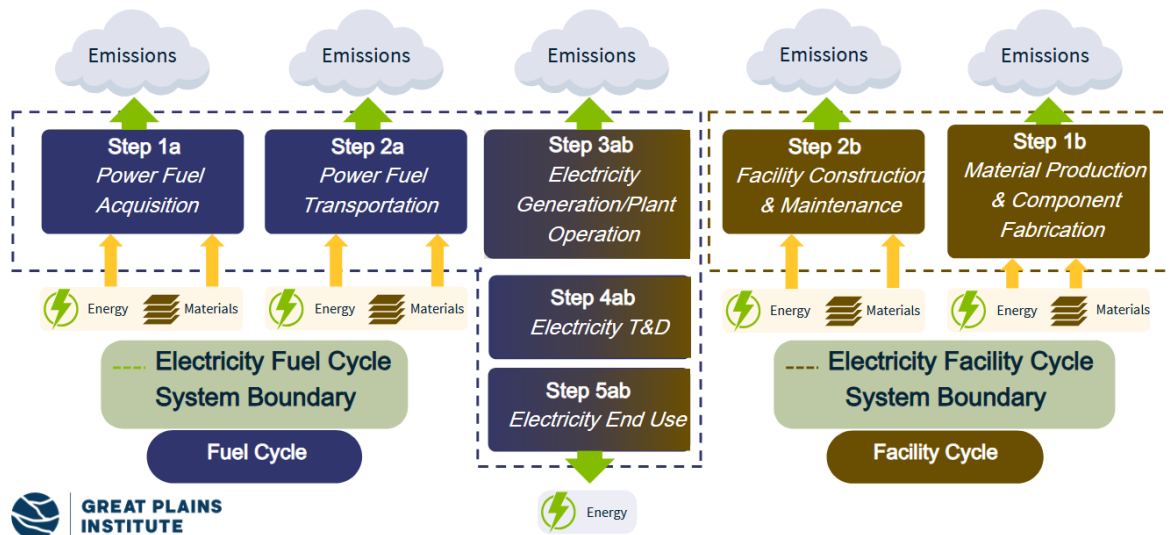 Emissions
Emissions
Emissions
Emissions
Emissions
Step 1a
Power Fuel
Acquisition
Step 2a
Power Fuel
Transportation
Step 3ab
Electricity
Generation/Plant
Operation
Step 2b
Facility Construction
& Maintenance
Step 1b
Material Production
& Component
Fabrication
Energy
Materials
Energy
Materials
Step 4ab
Electricity T&D
Energy
Materials
Energy
Materials
Electricity Fuel Cycle
System Boundary
Step 5ab
Electricity End Use
Electricity Facility Cycle
System Boundary
Fuel Cycle
Facility Cycle
Energy
GREAT PLAINS
INSTITUTE